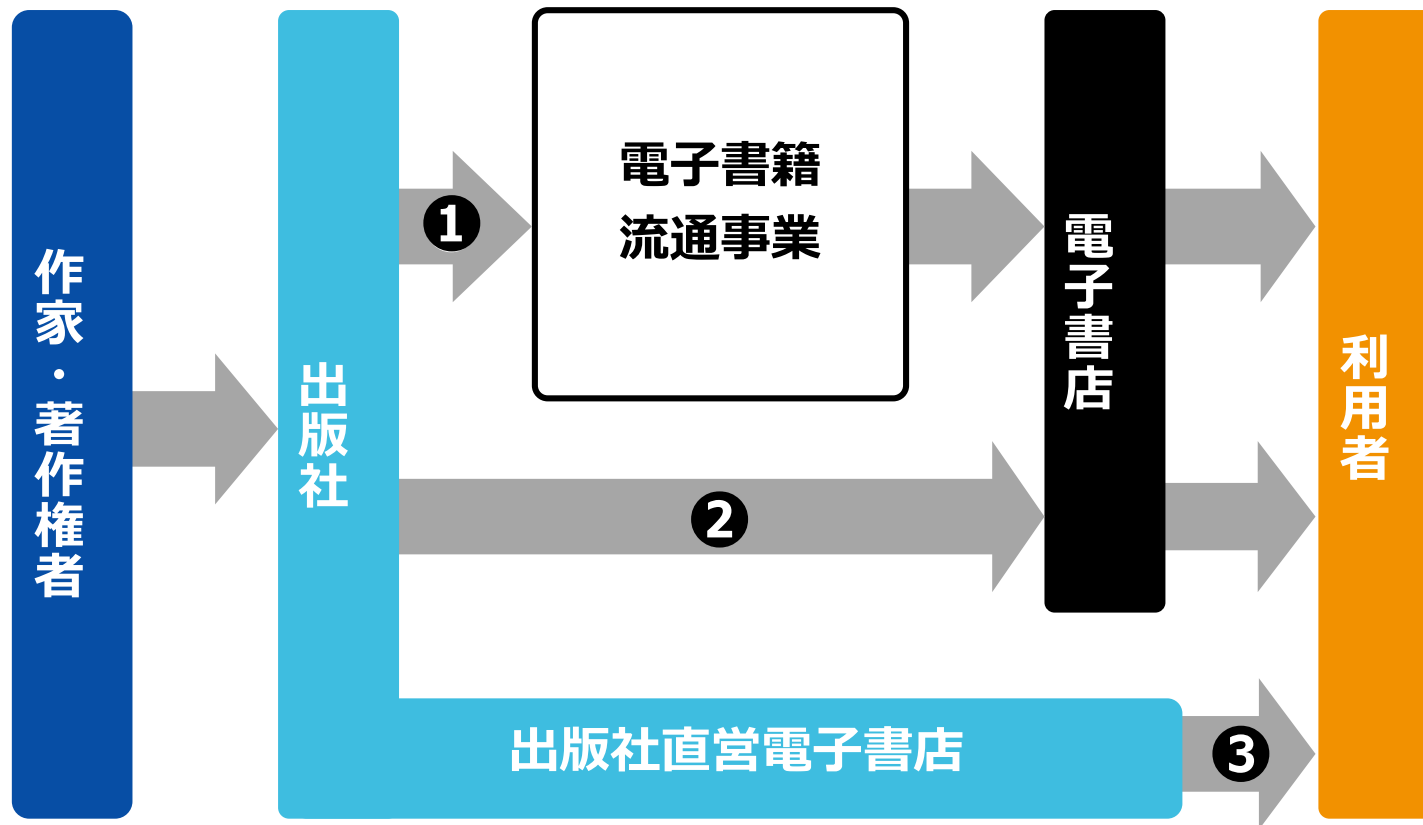 作家・著作権者
出版社
❶
電子書籍
流通事業
電子書店
利用者
❷
出版社直営電子書店
❸